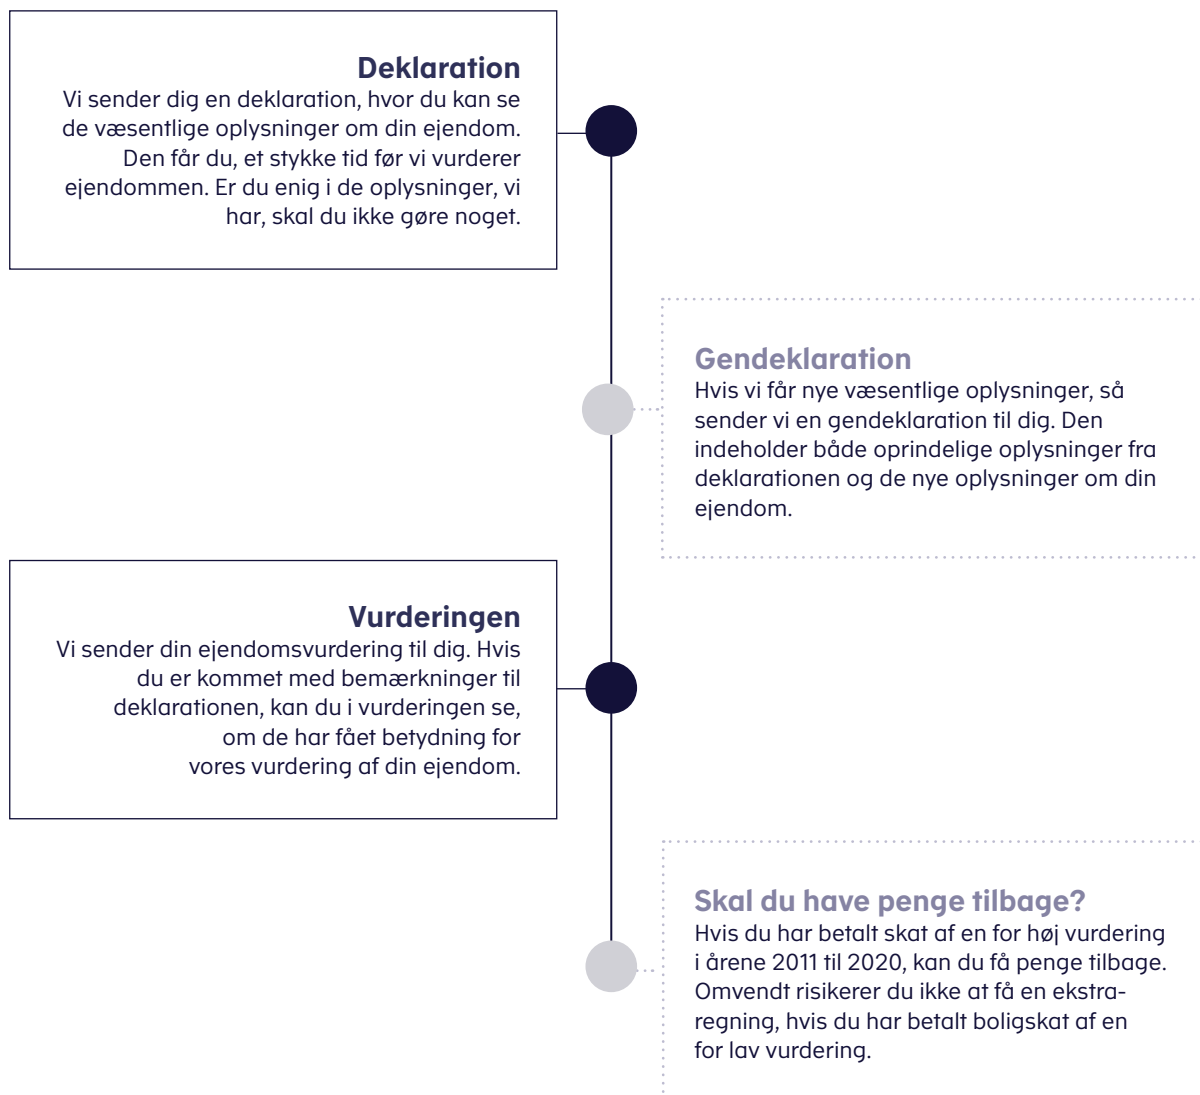 Deklaration
Vi sender dig en deklaration, hvor du kan se
de væsentlige oplysninger om din ejendom.
Den får du, et stykke tid før vi vurderer
ejendommen. Er du enig i de oplysninger, vi
har, skal du ikke gøre noget.
Gendeklaration
Hvis vi får nye væsentlige oplysninger, så
sender vi en gendeklaration til dig. Den
indeholder både oprindelige oplysninger fra
deklarationen og de nye oplysninger om din
ejendom.
Vurderingen
Vi sender din ejendomsvurdering til dig. Hvis
du er kommet med bemærkninger til
deklarationen, kan du i vurderingen se,
om de har fået betydning for
vores vurdering af din ejendom.
Skal du have penge tilbage?
Hvis du har betalt skat af en for høj vurdering
i årene 2011 til 2020, kan du få penge tilbage.
Omvendt risikerer du ikke at få en ekstra-
regning, hvis du har betalt boligskat af en
for lav vurdering.